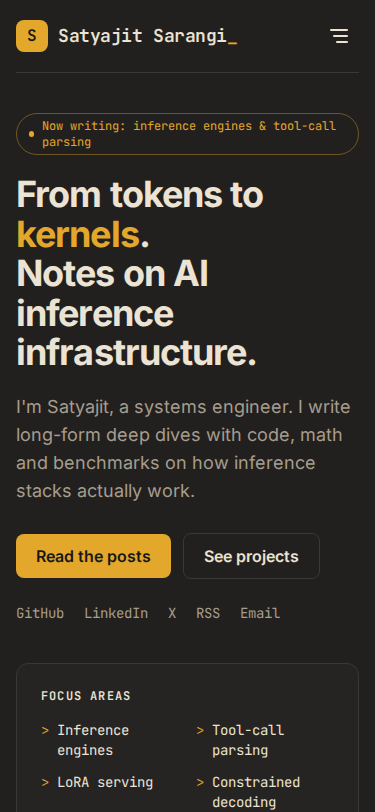 S Satyajit Sarangi_
Now writing: inference engines & tool-call
parsing
From tokens to
kernels.
Notes on AI
inference
infrastructure.
I'm Satyajit, a systems engineer. I write
long-form deep dives with code, math
and benchmarks on how inference
stacks actually work.
Read the posts See projects
GitHub LinkedIn X RSS Email
FOCUS AREAS
> Inference
engines
> Tool-call
parsing
> LoRA serving
> Constrained
decoding